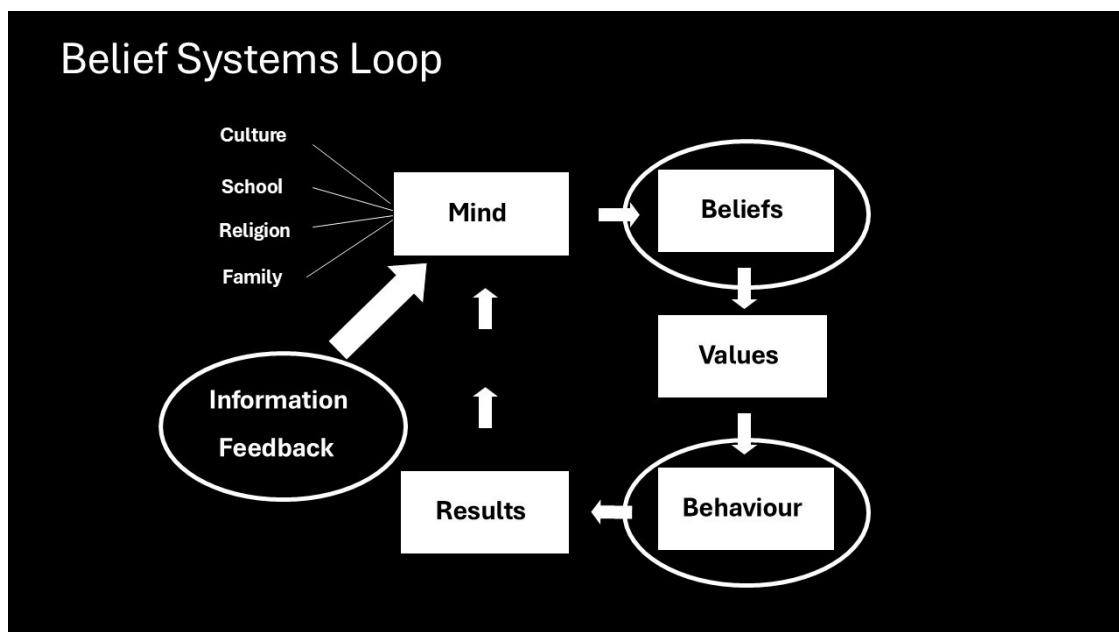 Belief Systems Loop
Culture
School
Religion
Family
Mind
Beliefs
Values
Information
Feedback
Results
Behaviour